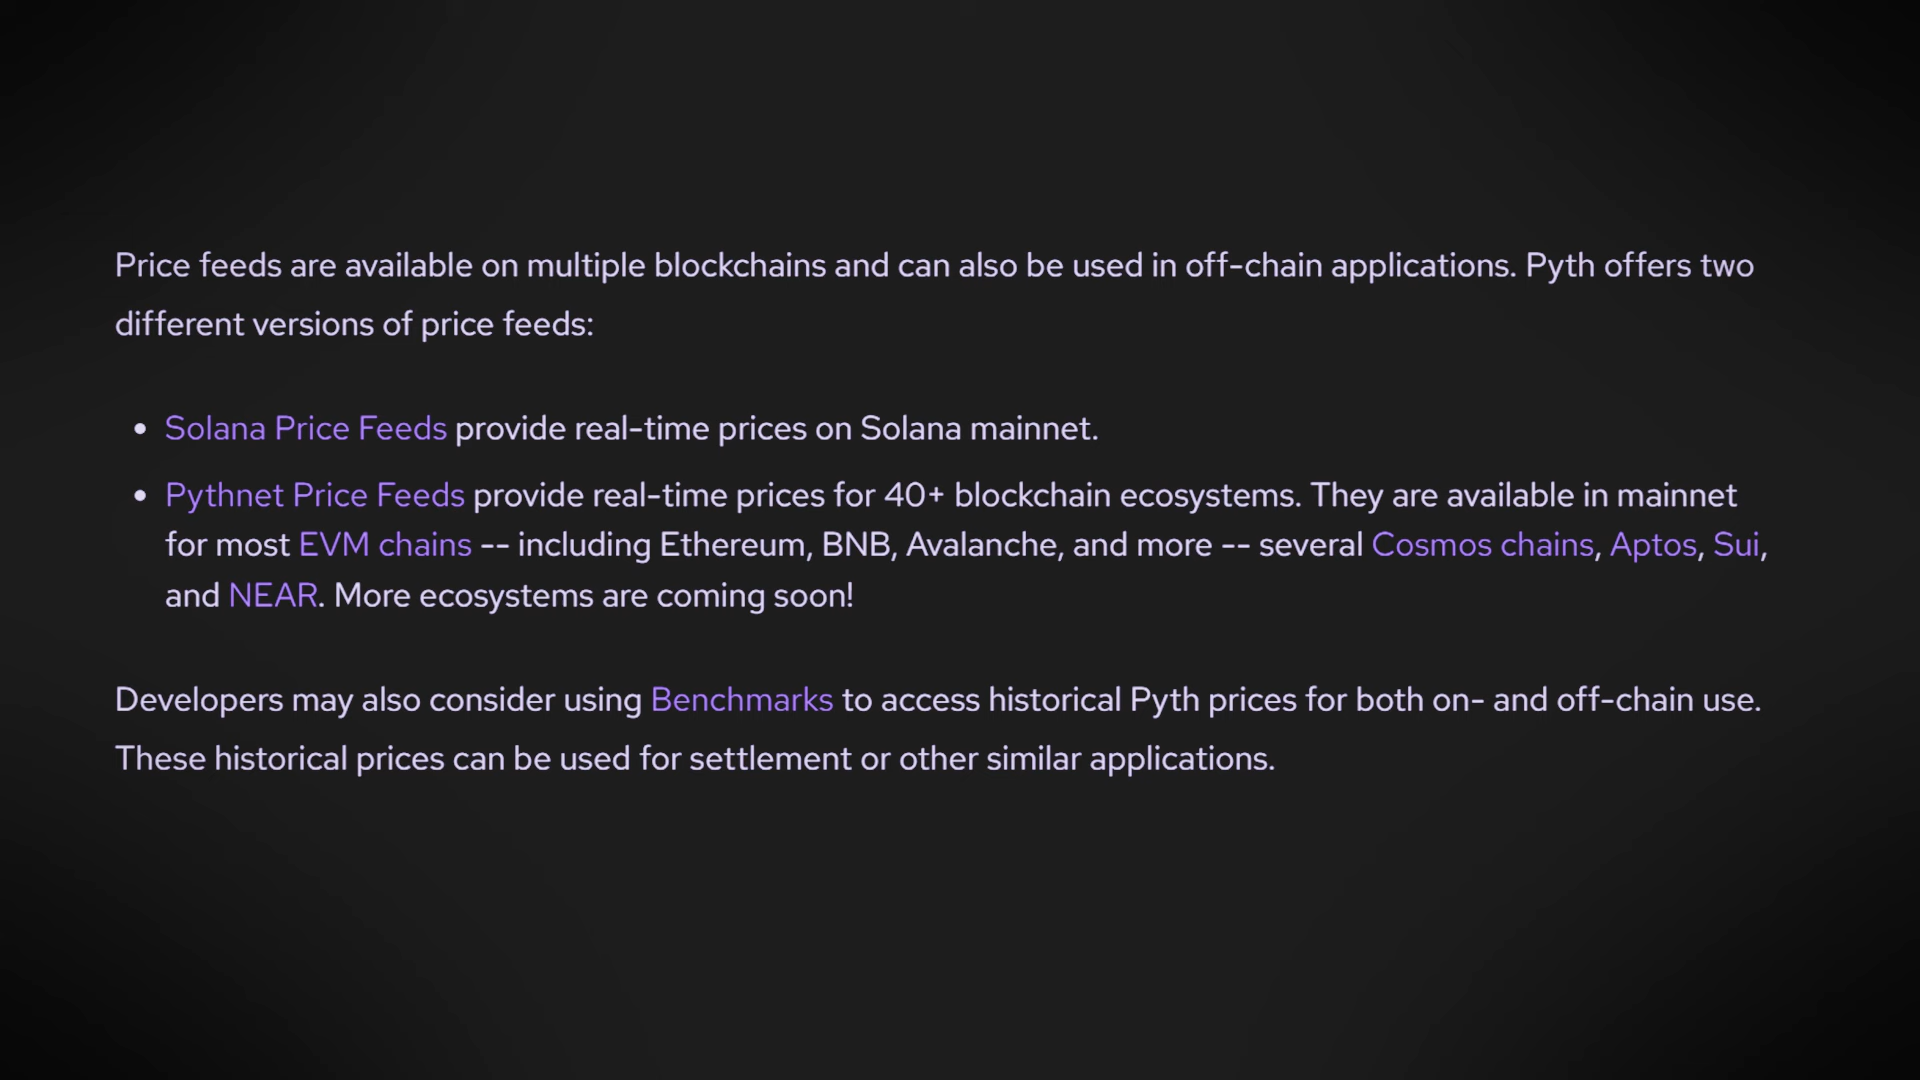 Price feeds are available on multiple blockchains and can also be used in off-chain applications. Pyth offers two
different versions of price feeds:
• Solana Price Feeds provide real-time prices on Solana mainnet.
• Pythnet Price Feeds provide real-time prices for 40+ blockchain ecosystems. They are available in mainnet
for most EVM chains -- including Ethereum, BNB, Avalanche, and more -- several Cosmos chains, Aptos, Sui,
and NEAR. More ecosystems are coming soon!
Developers may also consider using Benchmarks to access historical Pyth prices for both on- and off-chain use.
These historical prices can be used for settlement or other similar applications.